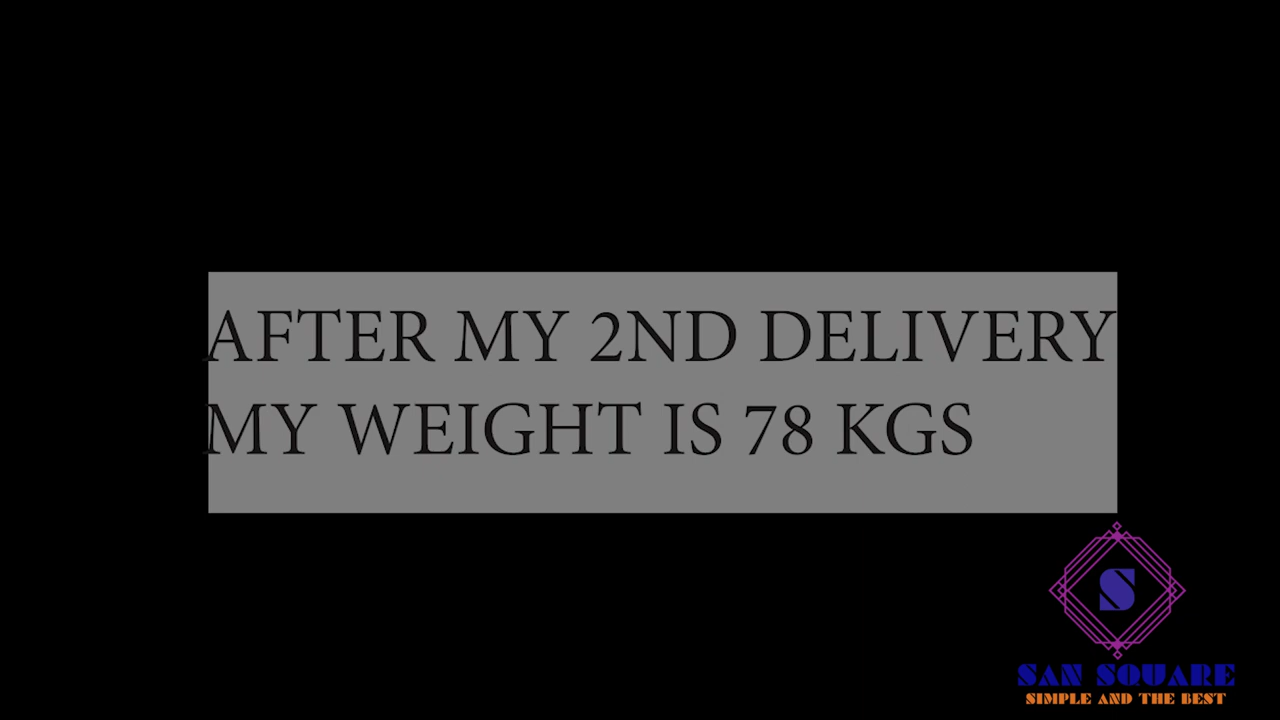 AFTER MY 2ND DELIVERY
MY WEIGHT IS 78 KGS
S
SAN SQUARE
SIMPLE AND THE BEST